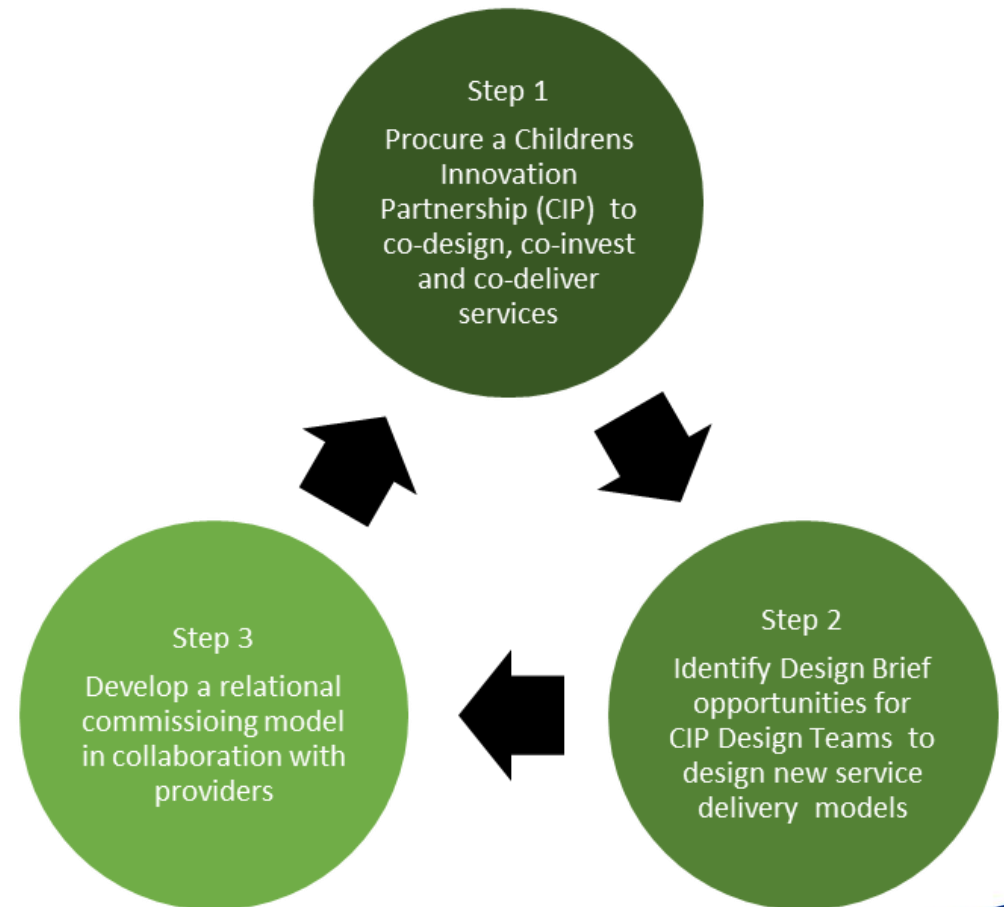 Step 1
Procure a Childrens
Innovation
Partnership (CIP) to
co-design, co-invest
and co-deliver
services
Step 2
Identify Design Brief
opportunities for
CIP Design Teams to
design new service
delivery models
Step 3
Develop a relational
commissioing model
in collaboration with
providers